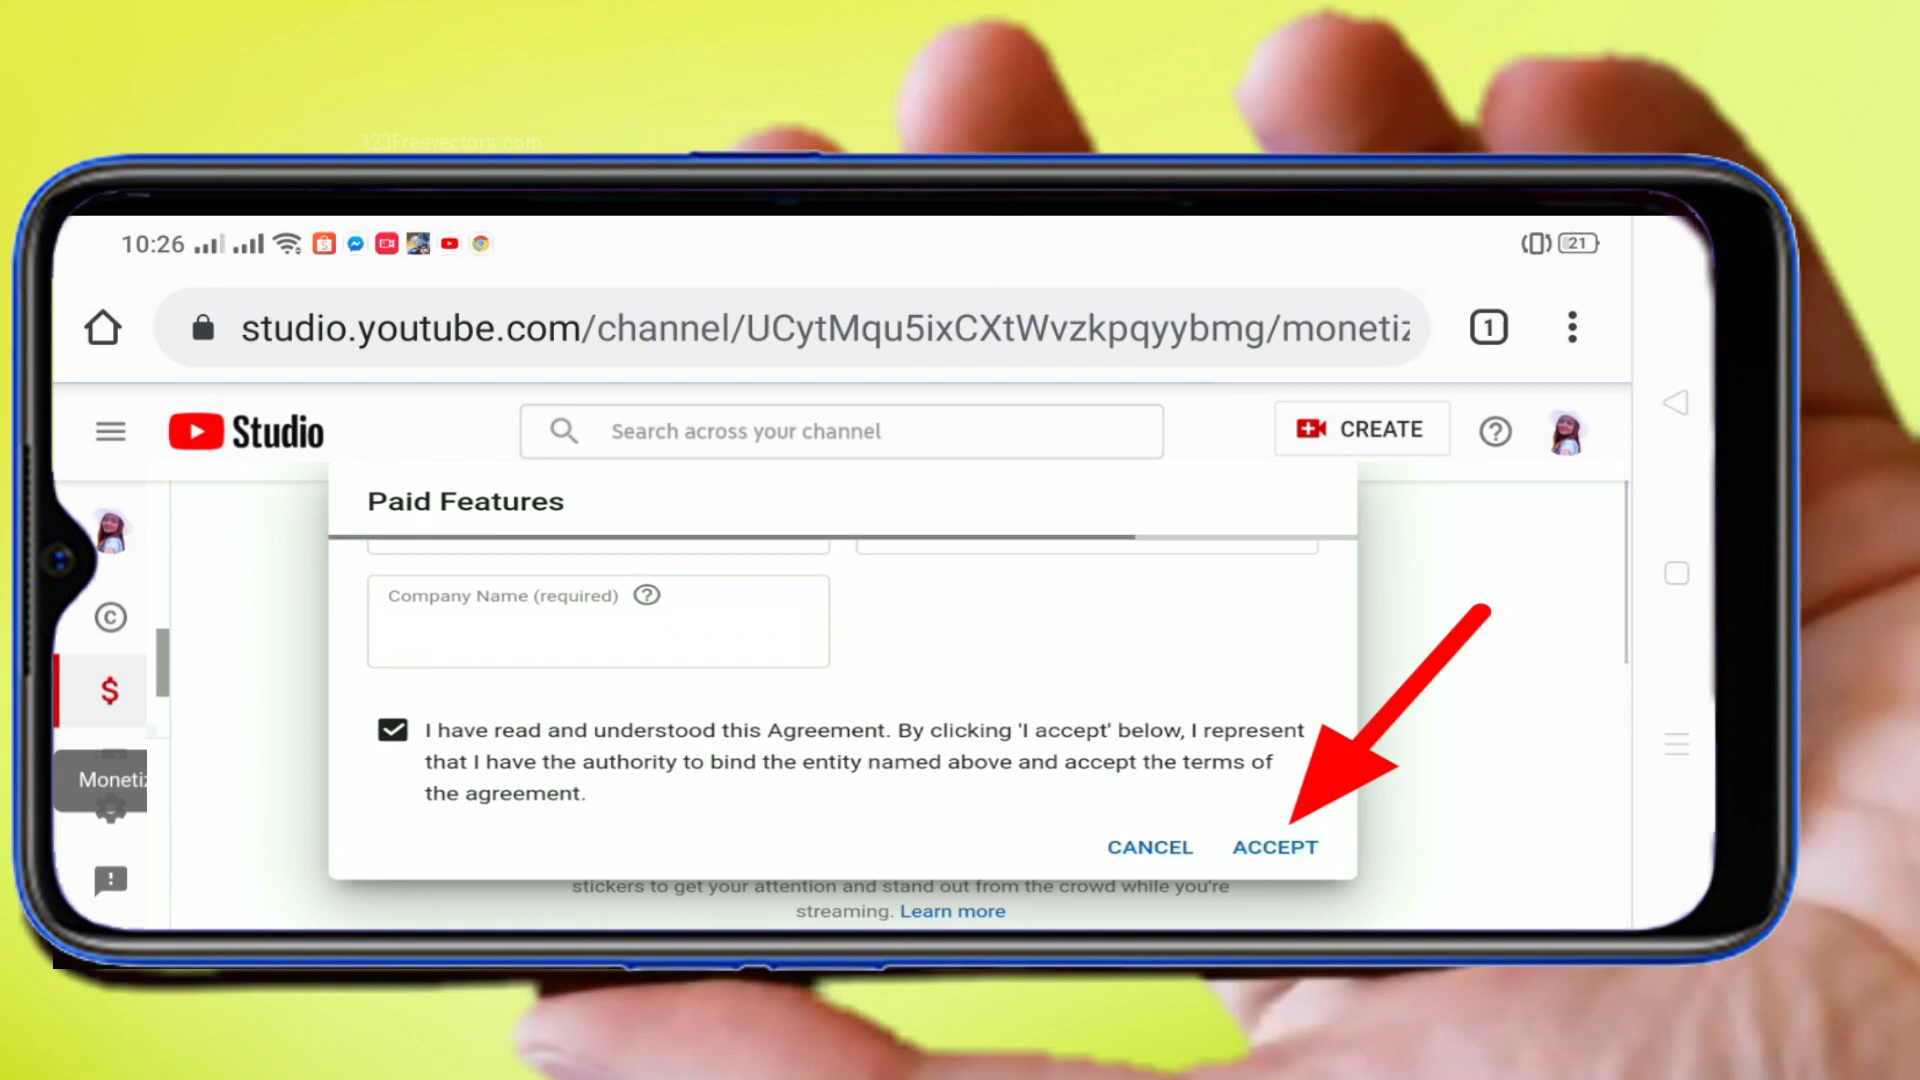 123Freevectors.com
10:26
21
studio.youtube.com/channel/UCytMqu5ixCXtWvzkpqyybmg/monetiz
1
Studio
Search across your channel
CREATE
Paid Features
Company Name (required)
I have read and understood this Agreement. By clicking 'I accept' below, I represent
that I have the authority to bind the entity named above and accept the terms of
the agreement.
Monetiz
CANCEL ACCEPT
stickers to get your attention and stand out from the crowd while you're
streaming. Learn more